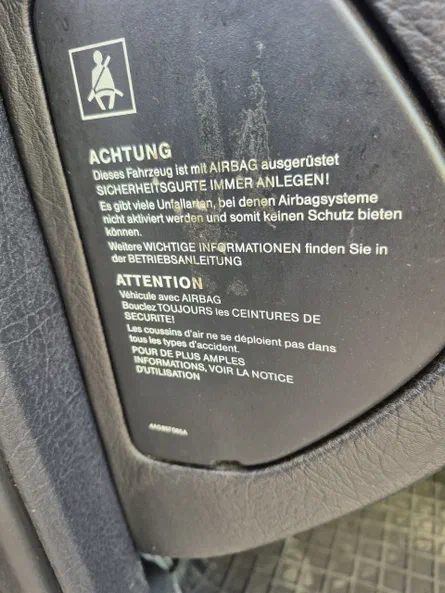 ACHTUNG
Dieses Fahrzeug ist mit AIRBAG ausgerüstet
SICHERHEITSGURTE IMMER ANLEGEN!
Es gibt viele Unfallarten, bei denen Airbagsysteme
nicht aktiviert werden und somit keinen Schutz bieten
können.
Weitere WICHTIGE INFORMATIONEN finden Sie in
der BETRIEBSANLEITUNG
ATTENTION
Véhicule avec AIRBAG
Bouclez TOUJOURS les CEINTURES DE
SECURITE!
Les coussins d'air ne se déploient pas dans
tous les types d'accident.
POUR DE PLUS AMPLES
INFORMATIONS, VOIR LA NOTICE
D'UTILISATION